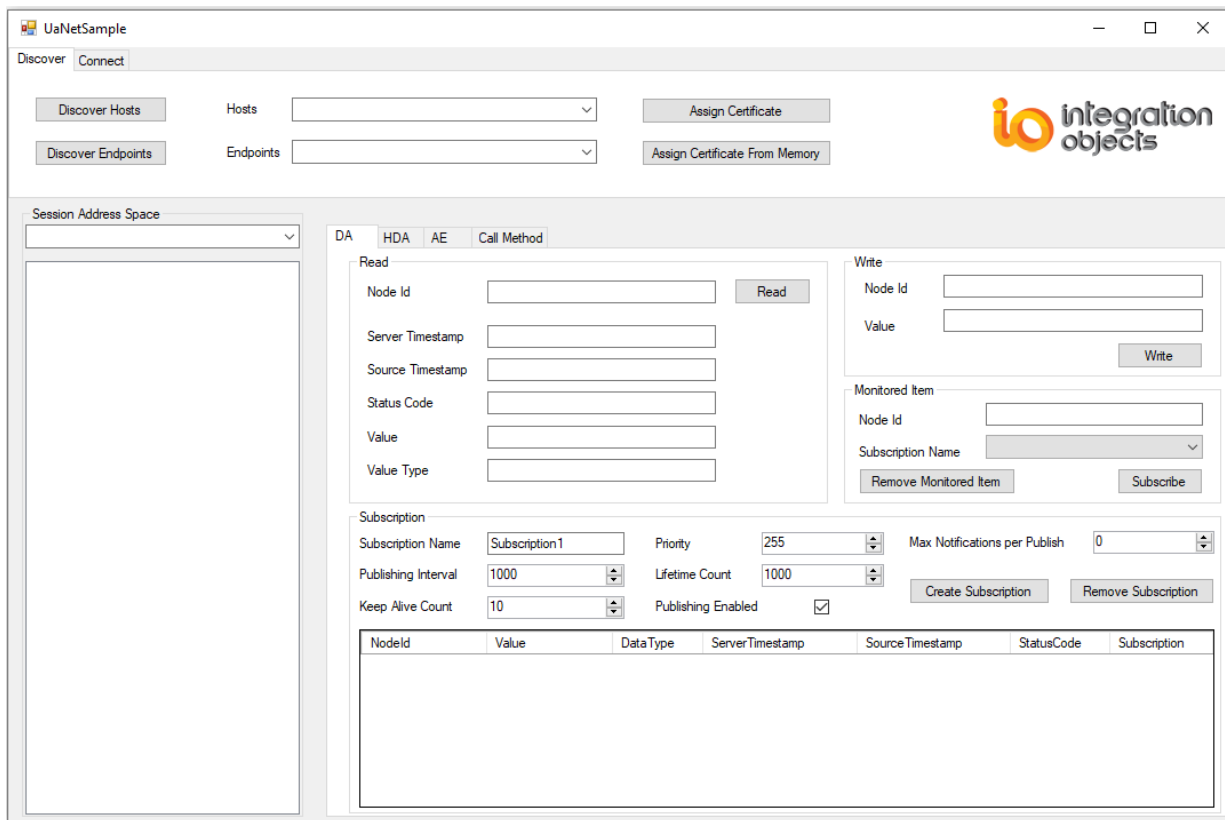 UaNetSample
Discover Connect
Discover Hosts Hosts Assign Certificate
Discover Endpoints Endpoints Assign Certificate From Memory
integration
objects
Session Address Space
DA HDA AE Call Method
Read
Node Id Read
Server Timestamp
Source Timestamp
Status Code
Value
Value Type
Write
Node Id
Value
Write
Monitored Item
Node Id
Subscription Name
Remove Monitored Item Subscribe
Subscription
Subscription Name Subscription1 Priority 255 Max Notifications per Publish 0
Publishing Interval 1000 Lifetime Count 1000 Create Subscription Remove Subscription
Keep Alive Count 10 Publishing Enabled
NodeId Value DataType ServerTimestamp SourceTimestamp StatusCode Subscription